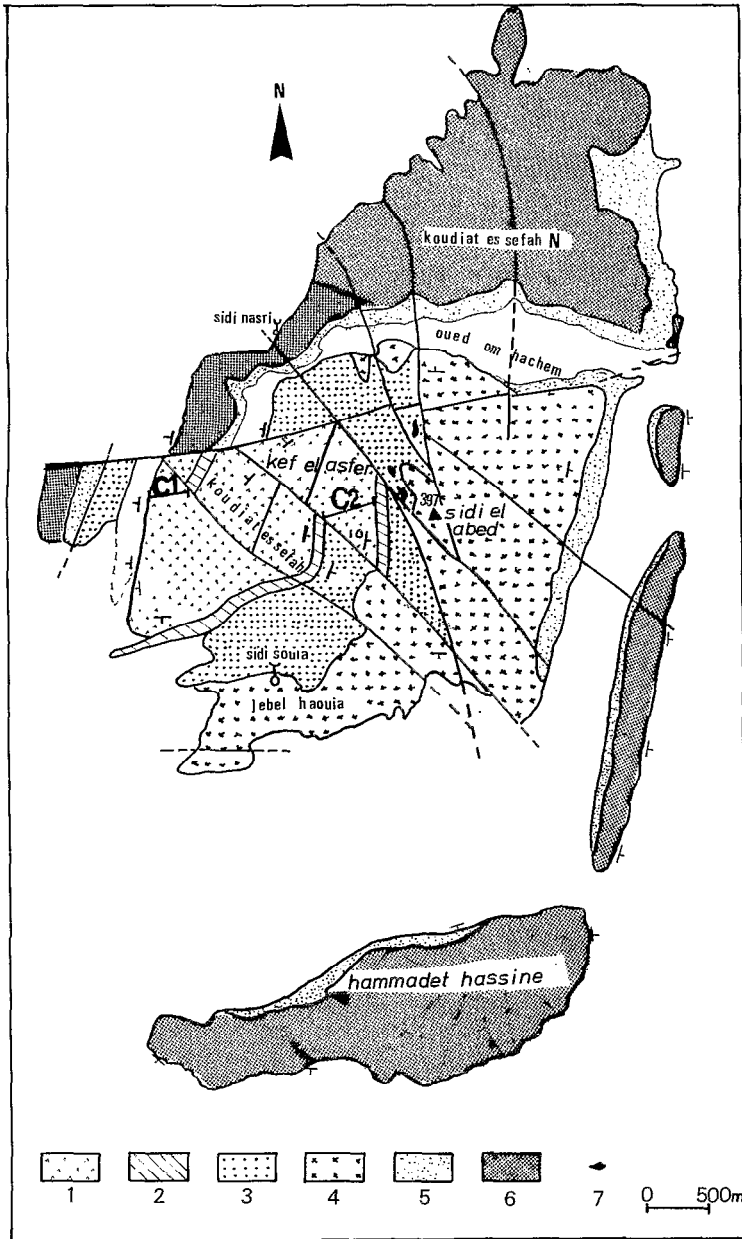 N
koudiat es sefah N
sidi nasri
oued om hachem
kef el asfer
C1
koudiat es sefah
C2
397
sidi el
abed
10
sidi souia
jebel haouia
hammadet hassine
1 2 3 4 5 6 7
0 500m